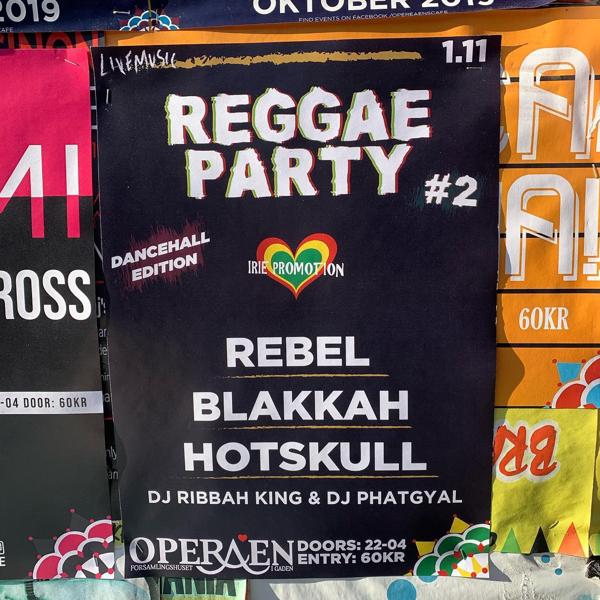 2019
OKTOBER 2019
FIND EVENTS ON FACEBOOK /OPERAENSCAFE
LIVEMUSIC
1.11
REGGAE
PARTY
#2
DANCEHALL
EDITION
IRIE PROMOTION
REBEL
BLAKKAH
HOTSKULL
DJ RIBBAH KING & DJ PHATGYAL
OPERAEN
FORSAMLINGSHUSET I GADEN
DOORS: 22-04
ENTRY: 60KR
ROSS
-04 DOOR: 60KR
60KR